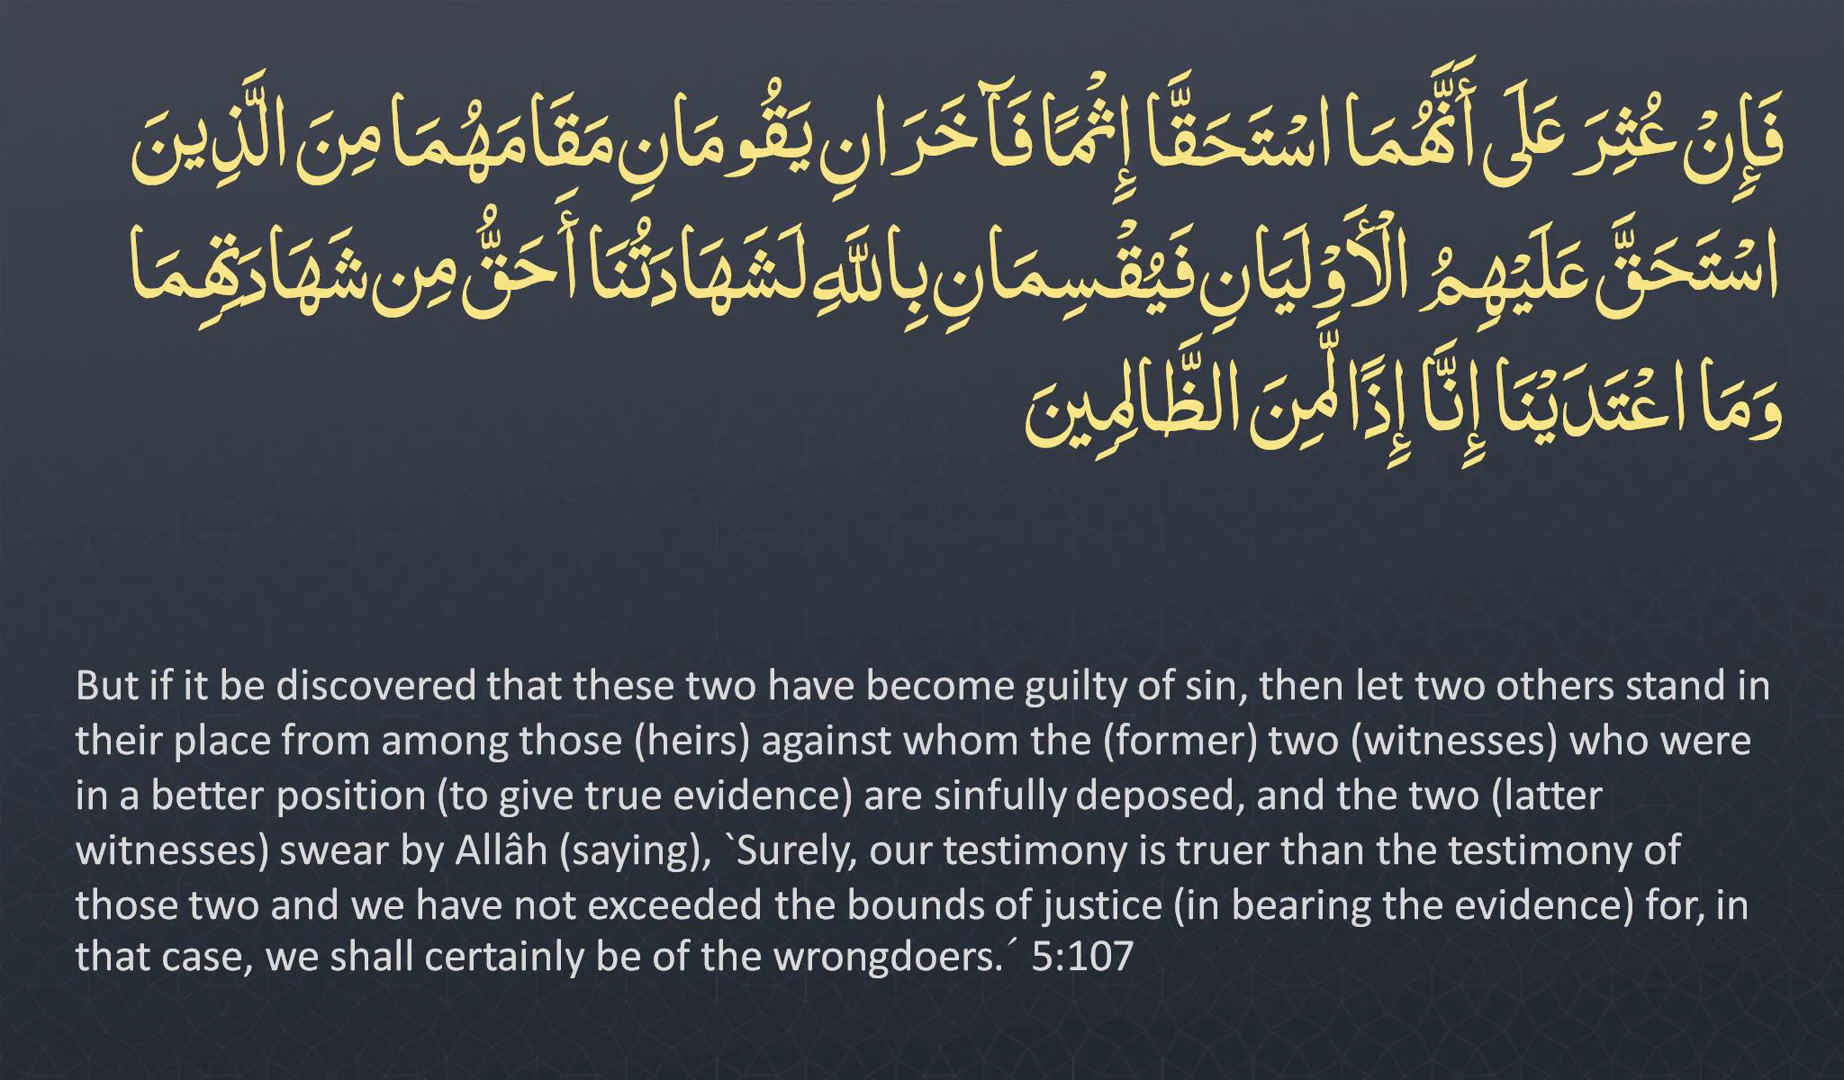 فَإِنْ عُثِرَ عَلَى أَنَّهُمَا اسْتَحَقَّا إِثْمًا فَآخَرَانِ يَقُومَانِ مَقَامَهُمَا مِنَ الَّذِينَ
اسْتَحَقَّ عَلَيْهِمُ الْأَوْلَيَانِ فَيُقْسِمَانِ بِاللَّهِ لَشَهَادَتُنَا أَحَقُّ مِن شَهَادَتِهِمَا
وَمَا اعْتَدَيْنَا إِنَّا إِذًا لَّمِنَ الظَّالِمِينَ
But if it be discovered that these two have become guilty of sin, then let two others stand in
their place from among those (heirs) against whom the (former) two (witnesses) who were
in a better position (to give true evidence) are sinfully deposed, and the two (latter
witnesses) swear by Allâh (saying), `Surely, our testimony is truer than the testimony of
those two and we have not exceeded the bounds of justice (in bearing the evidence) for, in
that case, we shall certainly be of the wrongdoers.´ 5:107